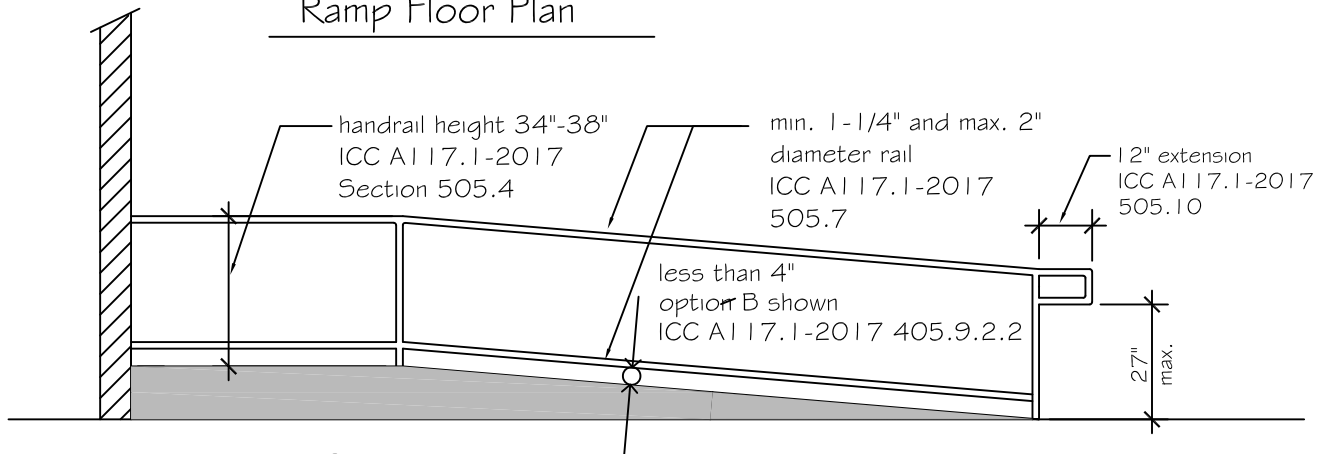 Ramp Floor Plan
handrail height 34"-38"
ICC A117.1-2017
Section 505.4
min. 1-1/4" and max. 2"
diameter rail
ICC A117.1-2017
505.7
12" extension
ICC A117.1-2017
505.10
less than 4"
option B shown
ICC A117.1-2017 405.9.2.2
27"
max.